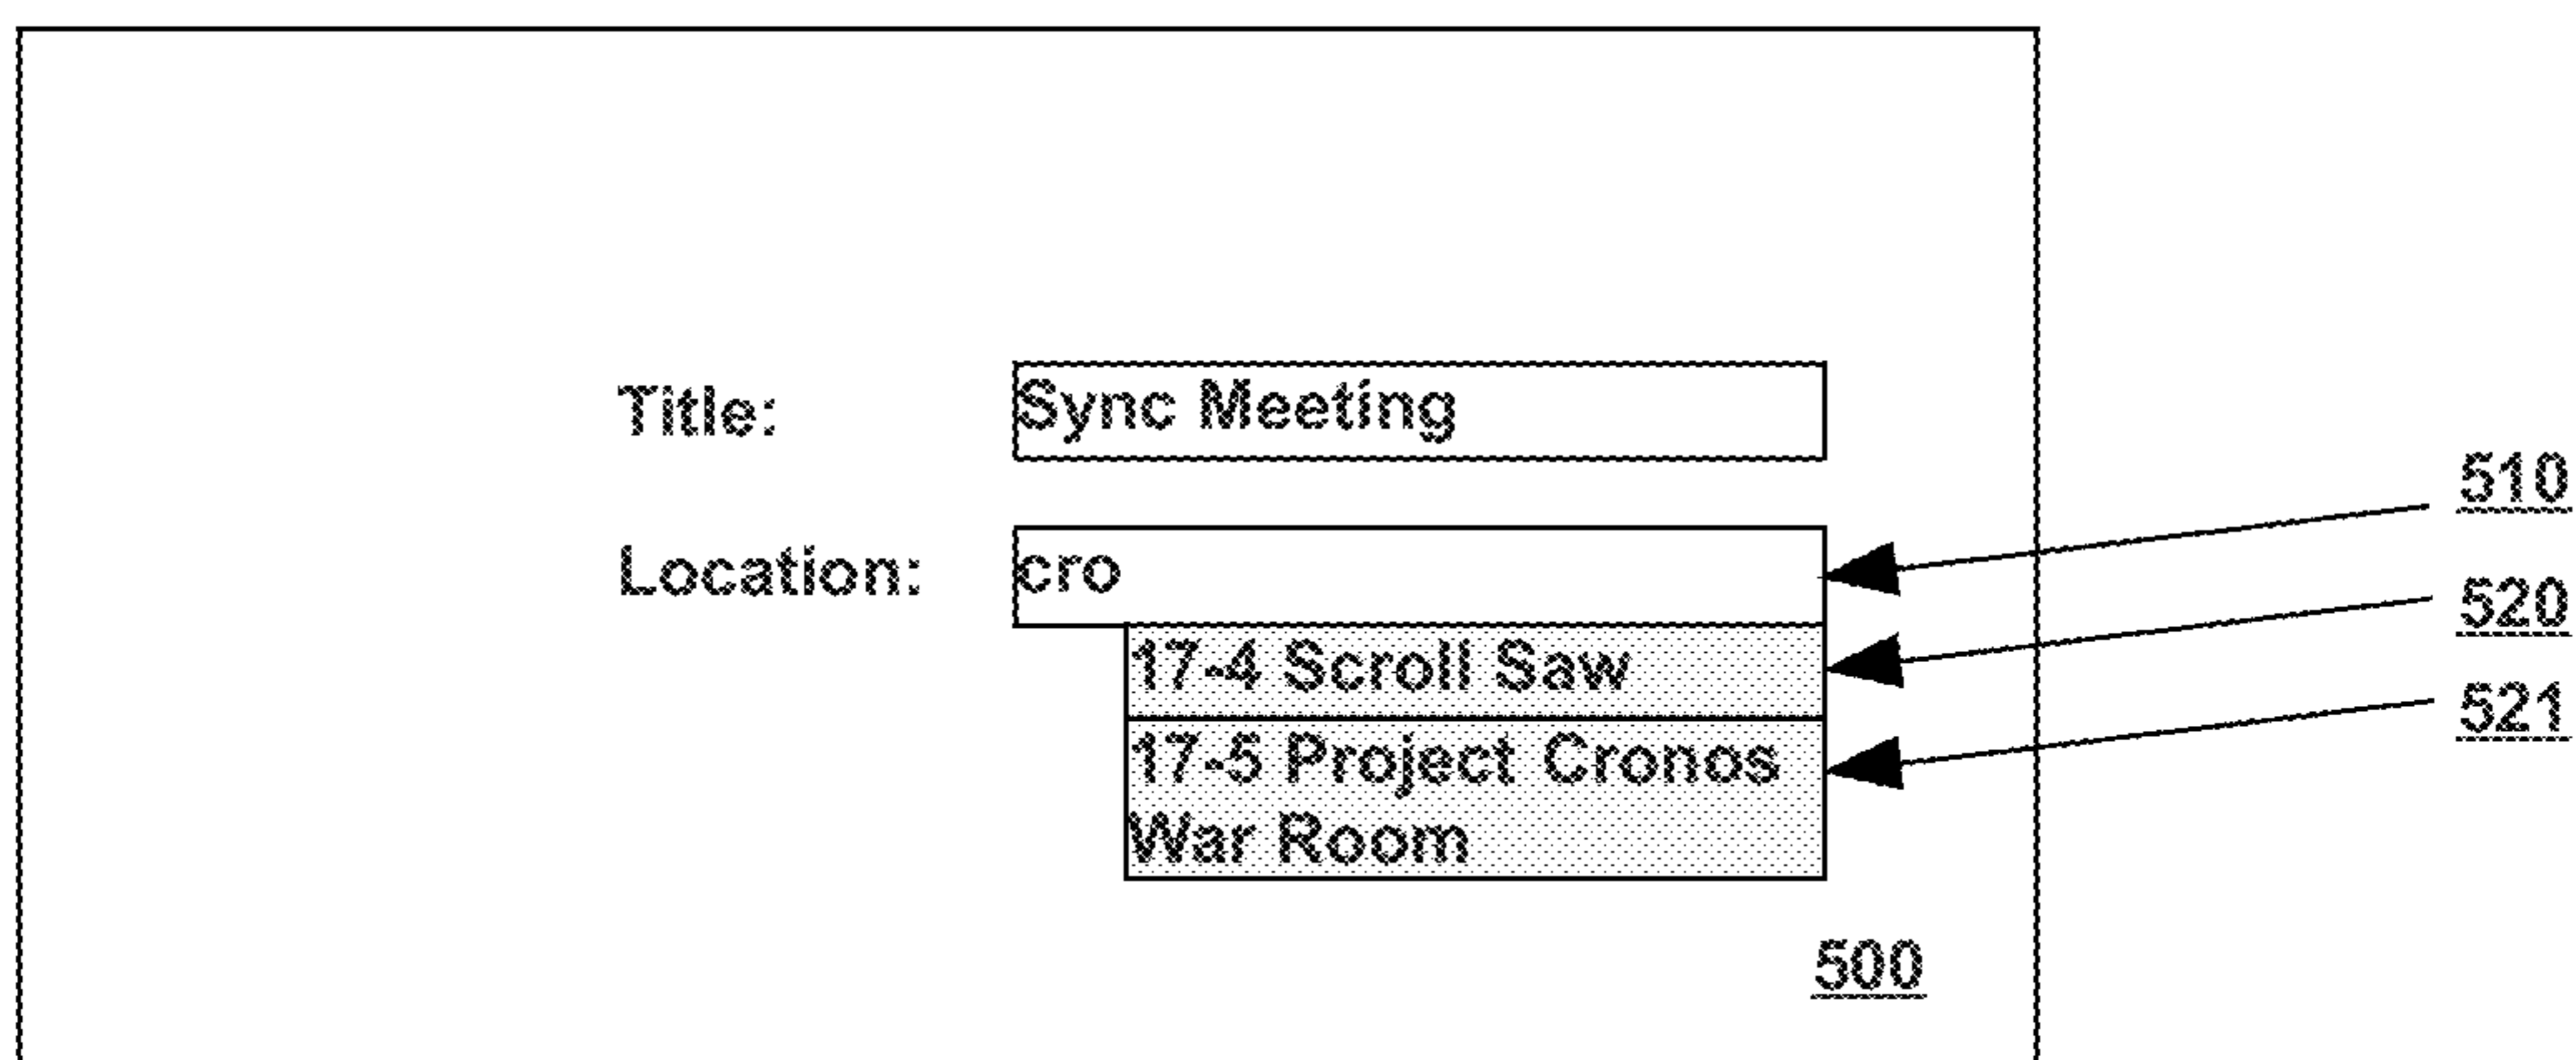 Title: Sync Meeting
510
Location: cro
520
17-4 Scroll Saw
521
17-5 Project Cronos
War Room
500